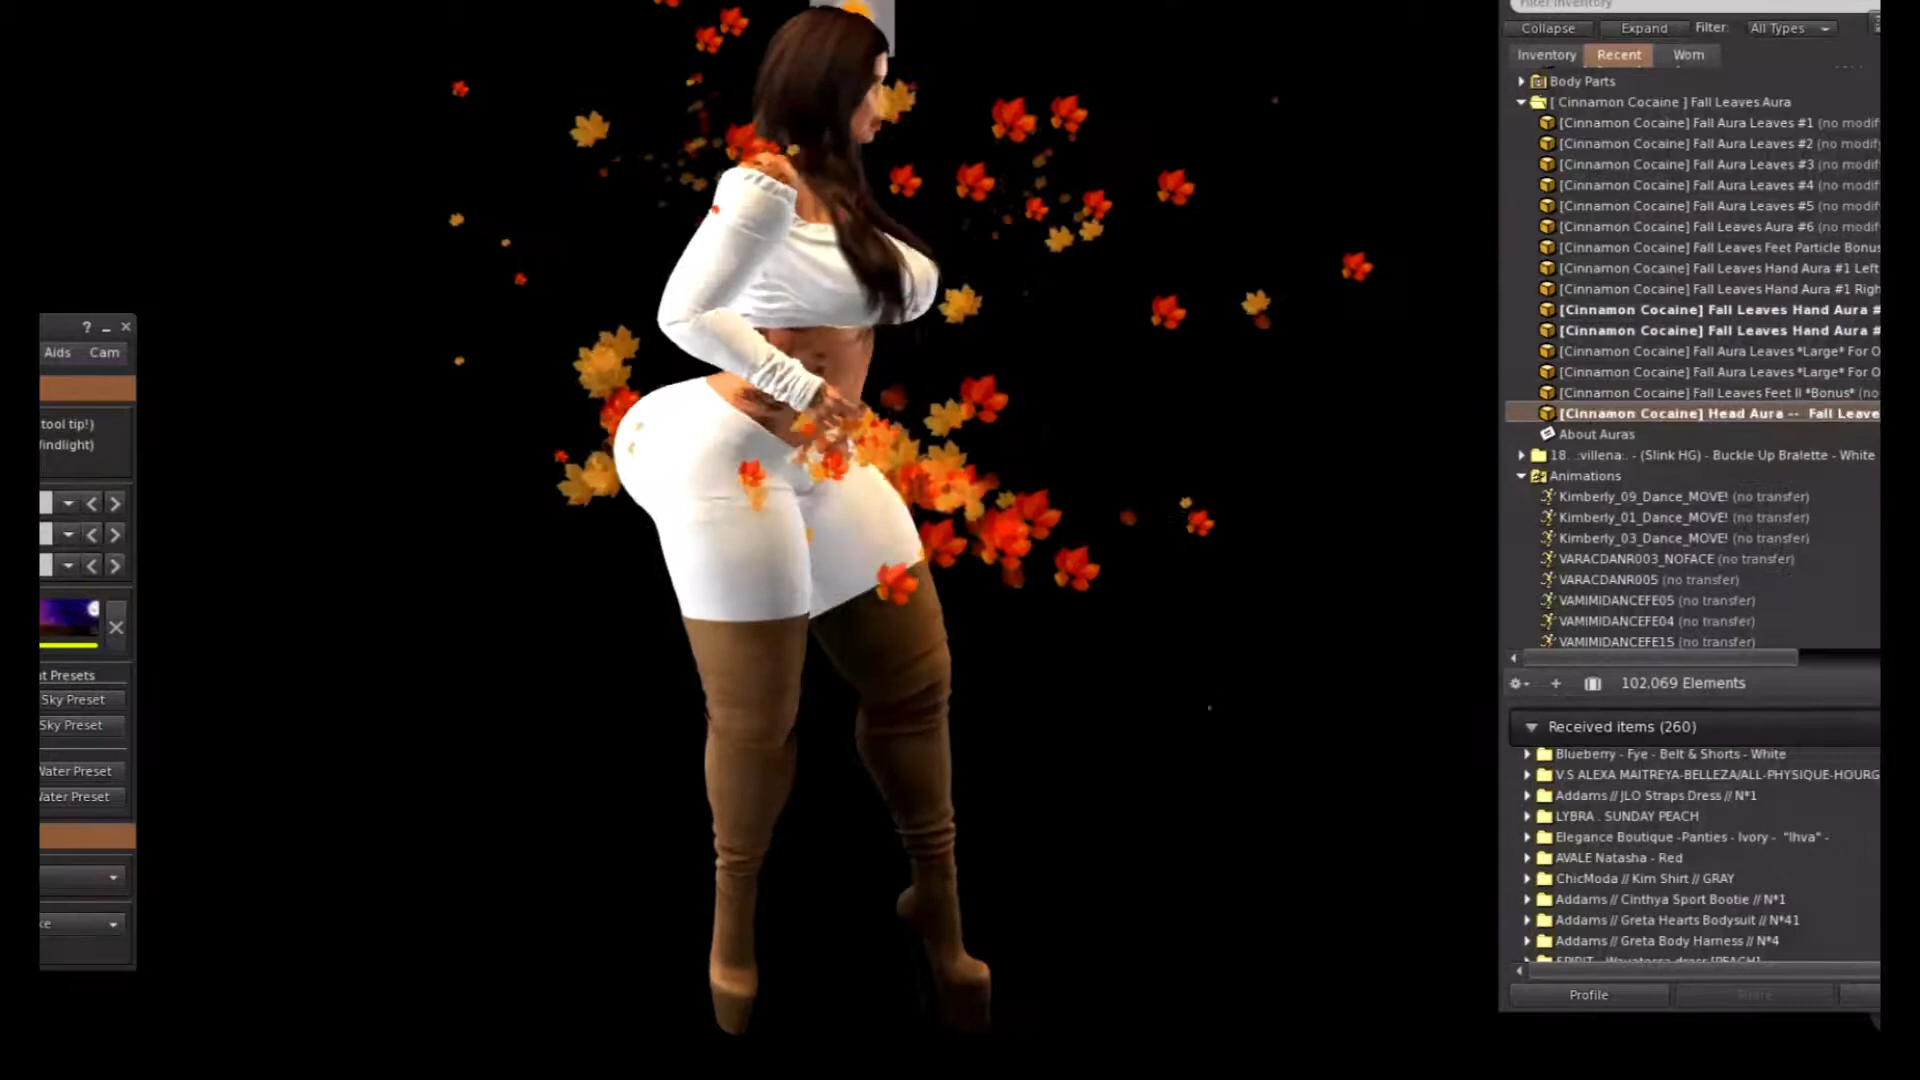 Filter Inventory
Collapse
Expand
Filter:
All Types
Inventory
Recent
Worn
Body Parts
[ Cinnamon Cocaine ] Fall Leaves Aura
[Cinnamon Cocaine] Fall Aura Leaves #1 (no modif
[Cinnamon Cocaine] Fall Aura Leaves #2 (no modif
[Cinnamon Cocaine] Fall Aura Leaves #3 (no modif
[Cinnamon Cocaine] Fall Aura Leaves #4 (no modif
[Cinnamon Cocaine] Fall Aura Leaves #5 (no modif
[Cinnamon Cocaine] Fall Leaves Aura #6 (no modif
[Cinnamon Cocaine] Fall Leaves Feet Particle Bonus
[Cinnamon Cocaine] Fall Leaves Hand Aura #1 Left
[Cinnamon Cocaine] Fall Leaves Hand Aura #1 Righ
[Cinnamon Cocaine] Fall Leaves Hand Aura #
[Cinnamon Cocaine] Fall Leaves Hand Aura #
[Cinnamon Cocaine] Fall Aura Leaves *Large* For O
[Cinnamon Cocaine] Fall Aura Leaves *Large* For O
[Cinnamon Cocaine] Fall Leaves Feet II *Bonus* (no
[Cinnamon Cocaine] Head Aura -- Fall Leave
About Auras
18. .:villena:. - (Slink HG) - Buckle Up Bralette - White
Animations
Kimberly_09_Dance_MOVE! (no transfer)
Kimberly_01_Dance_MOVE! (no transfer)
Kimberly_03_Dance_MOVE! (no transfer)
VARACDANR003_NOFACE (no transfer)
VARACDANR005 (no transfer)
VAMIMIDANCEFE05 (no transfer)
VAMIMIDANCEFE04 (no transfer)
VAMIMIDANCEFE15 (no transfer)
102,069 Elements
Received items (260)
Blueberry - Fye - Belt & Shorts - White
V.S ALEXA MAITREYA-BELLEZA/ALL-PHYSIQUE-HOURG
Addams // JLO Straps Dress // N*1
LYBRA . SUNDAY PEACH
Elegance Boutique -Panties - Ivory - "Ihva" -
AVALE Natasha - Red
ChicModa // Kim Shirt // GRAY
Addams // Cinthya Sport Bootie // N*1
Addams // Greta Hearts Bodysuit // N*41
Addams // Greta Body Harness // N*4
Profile
Share
Aids
Cam
tool tip!)
indlight)
t Presets
Sky Preset
Sky Preset
Water Preset
ater Preset
ke